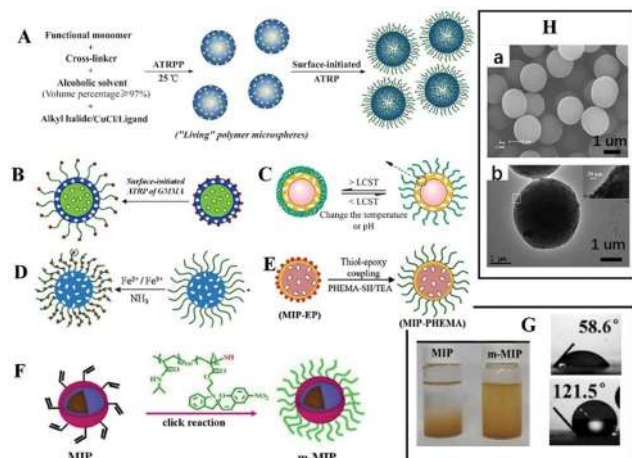 A
Functional monomer
+
Cross-linker
+
Alcoholic solvent
(Volume percentage≥97%)
+
Alkyl halide/CuCl/Ligand
ATRPP
25 ℃
("Living" polymer microspheres)
Surface-initiated
ATRP
B
Surface-initiated
ATRP of GMMA
C
> LCST
< LCST
Change the temperature
or pH
D
Fe²⁺/Fe³⁺
NH₃
E
(MIP-EP)
Thiol-epoxy
coupling
PHEMA-SH/TEA
(MIP-PHEMA)
F
MIP
SH
NO₂
click reaction
m-MIP
G
MIP
m-MIP
58.6°
121.5°
H
a
1 um
b
1 um